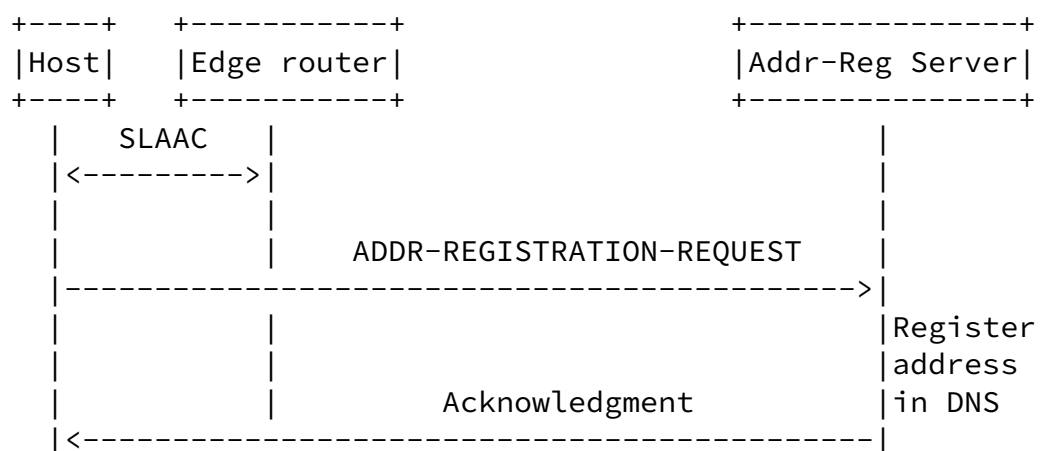 Host Edge router Addr-Reg Server
SLAAC
ADDR-REGISTRATION-REQUEST
Register
address
Acknowledgment in DNS